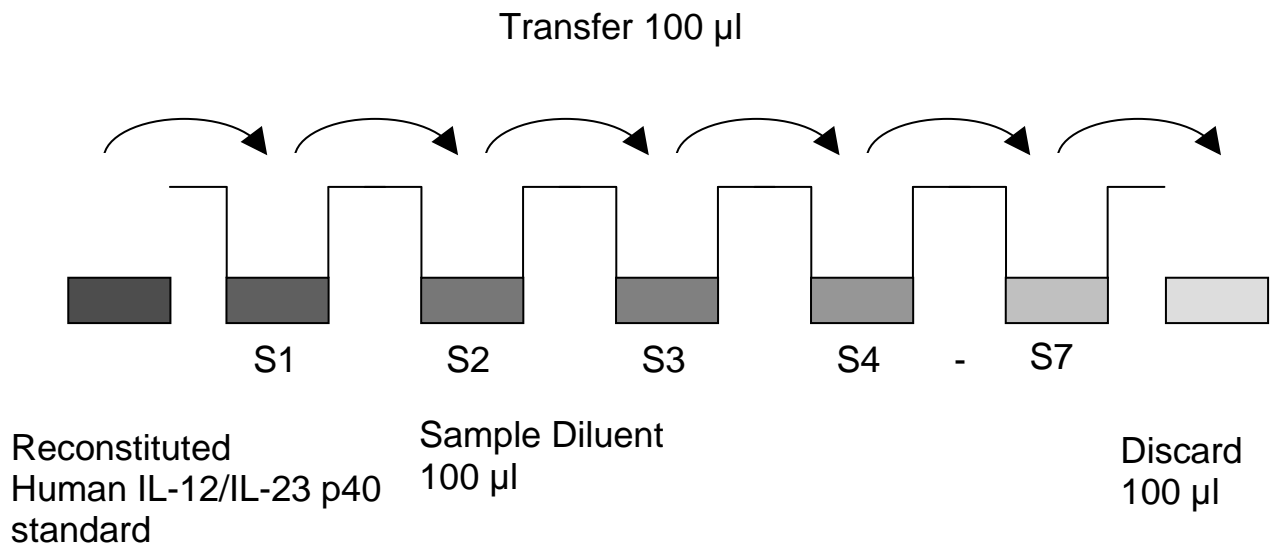 Transfer 100 µl
S1 S2 S3 S4 - S7
Reconstituted
Human IL-12/IL-23 p40
standard
Sample Diluent
100 µl
Discard
100 µl